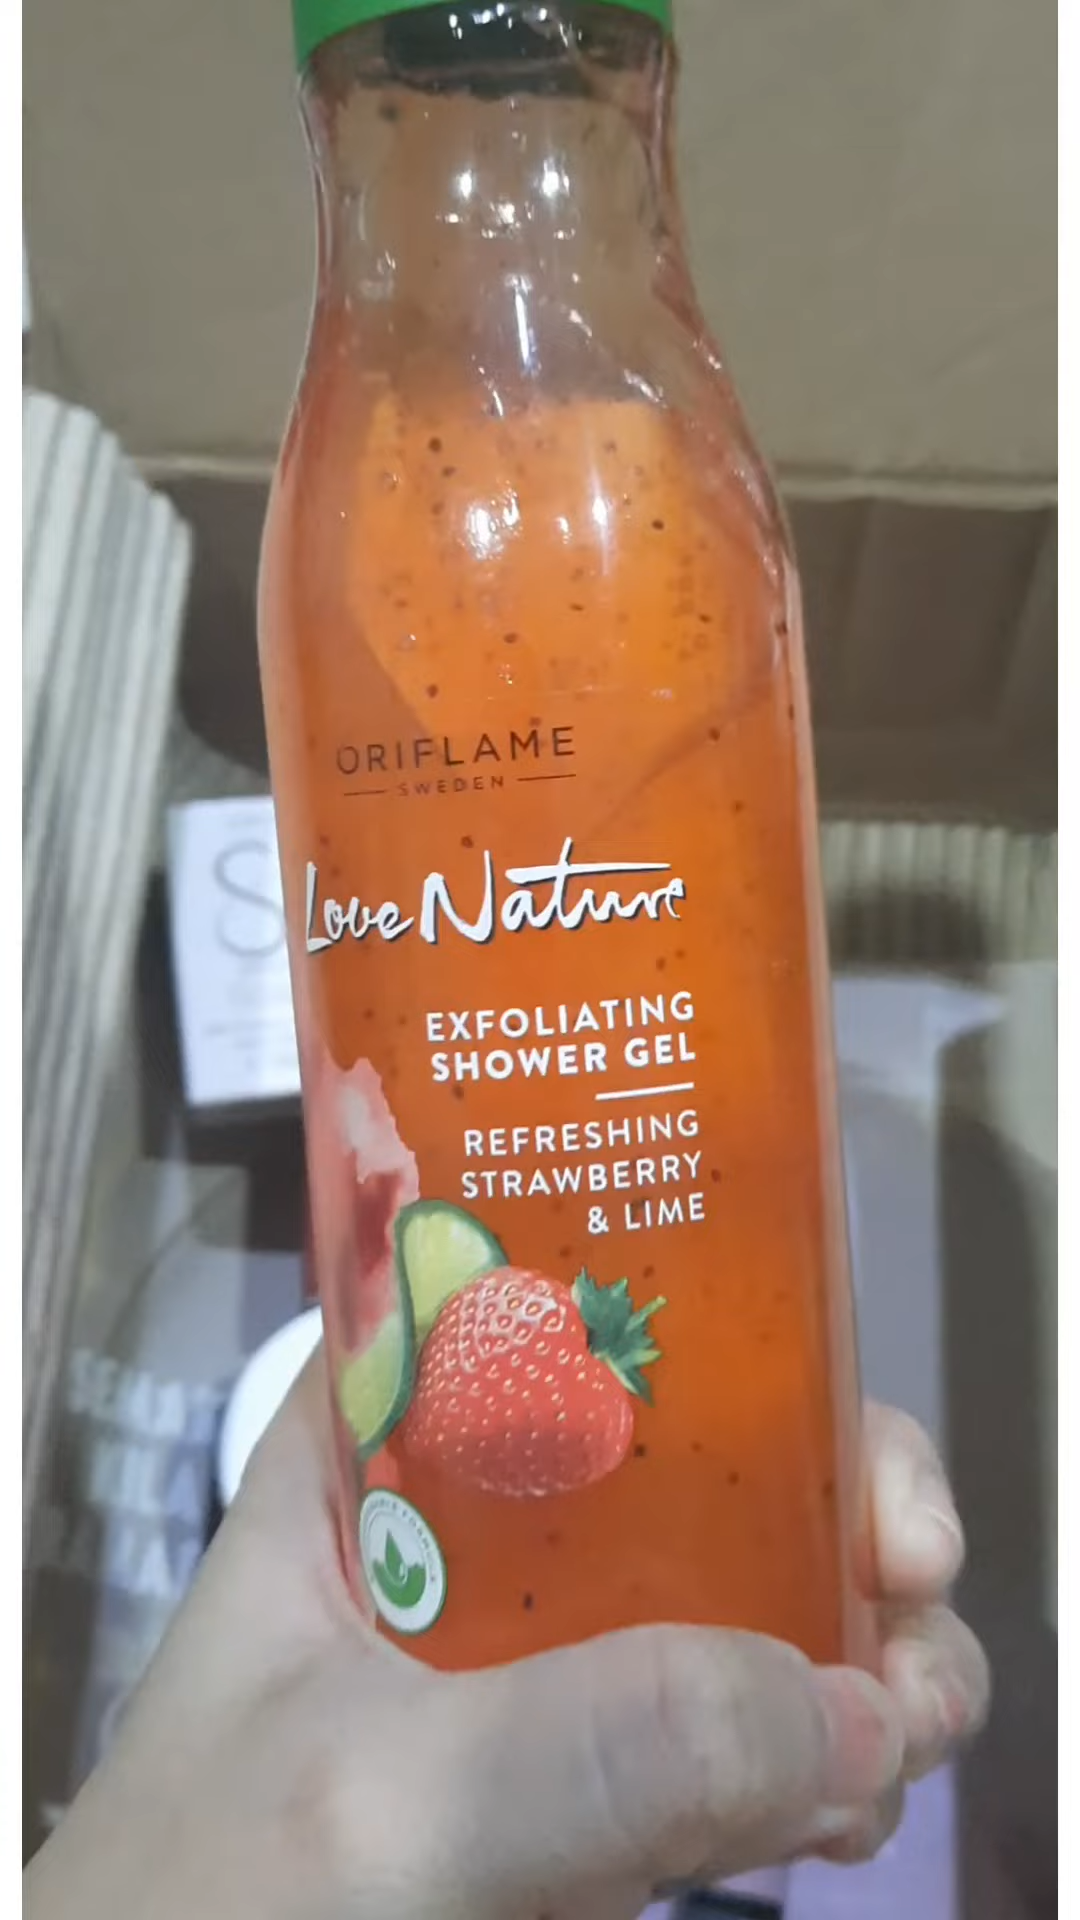 ORIFLAME
SWEDEN
Love Nature
EXFOLIATING
SHOWER GEL
REFRESHING
STRAWBERRY
& LIME